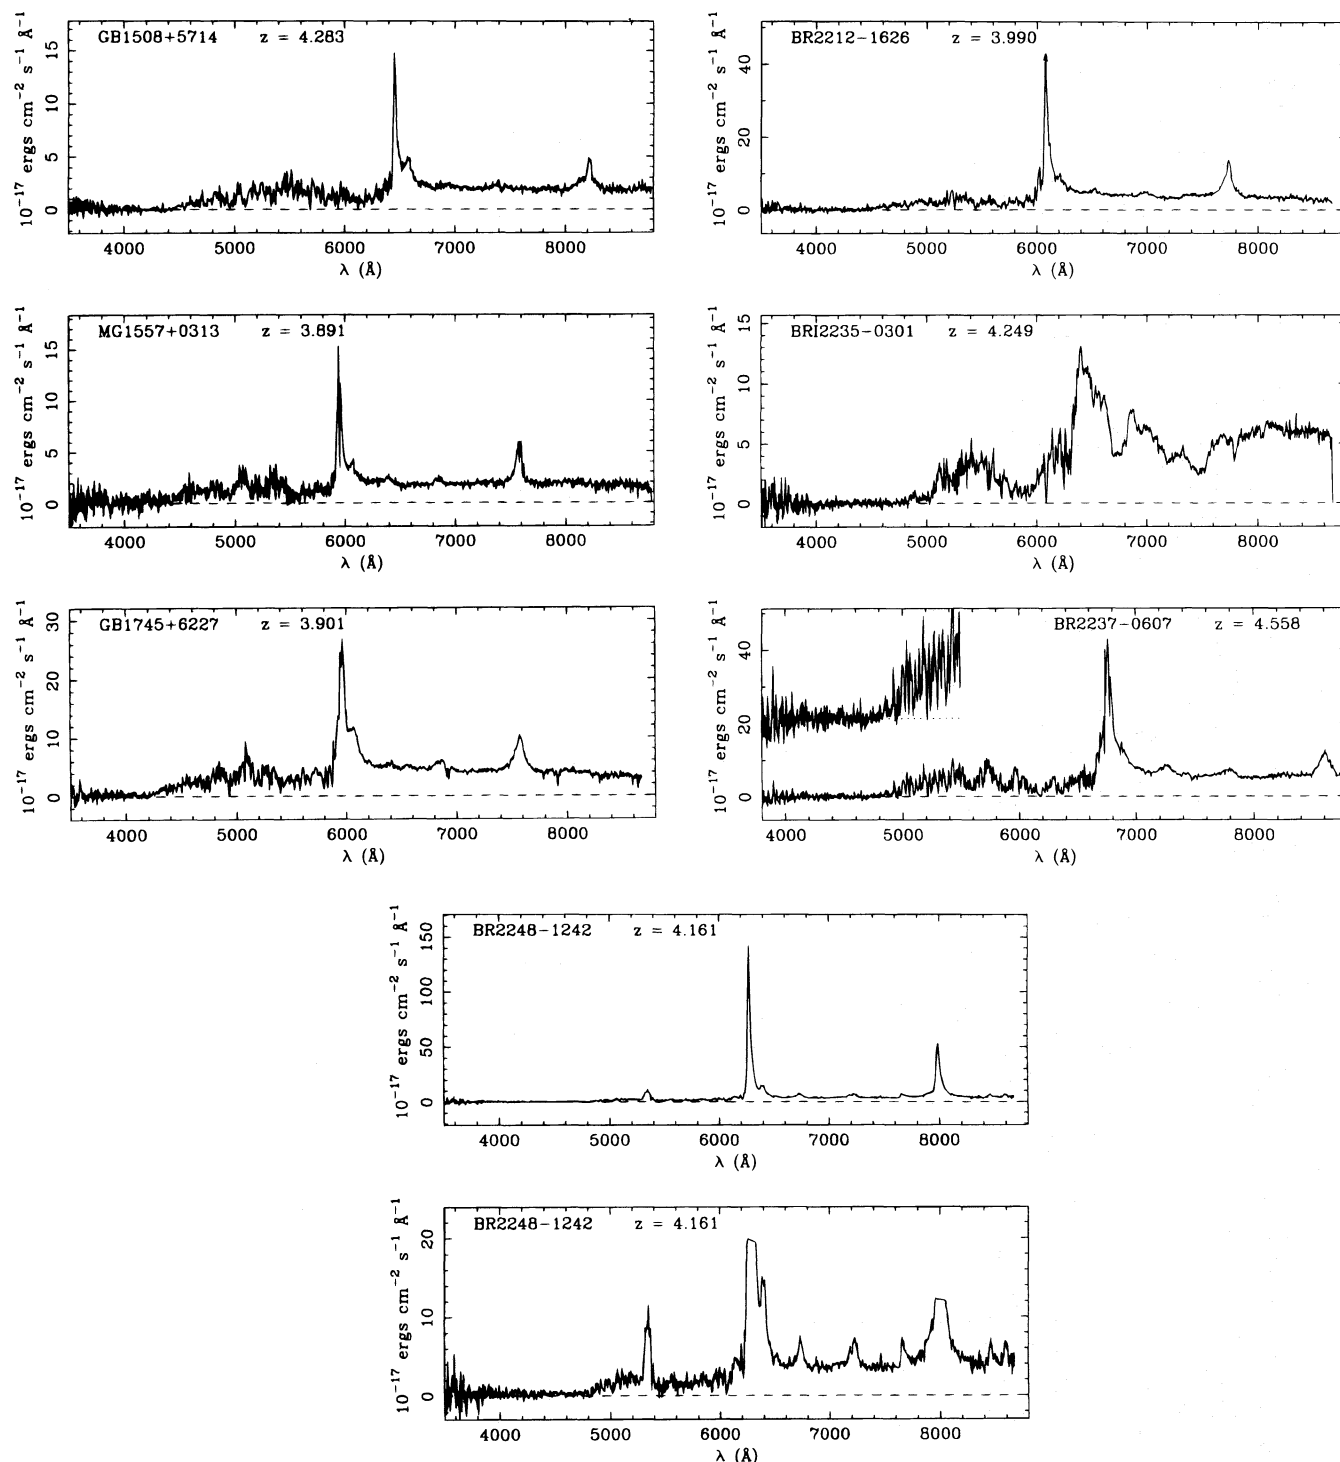 GB1508+5714 z = 4.283
10⁻¹⁷ ergs cm⁻² s⁻¹ Å⁻¹
15
10
5
0
4000 5000 6000 7000 8000
λ (Å)
BR2212-1626 z = 3.990
10⁻¹⁷ ergs cm⁻² s⁻¹ Å⁻¹
40
20
0
4000 5000 6000 7000 8000
λ (Å)
MG1557+0313 z = 3.891
10⁻¹⁷ ergs cm⁻² s⁻¹ Å⁻¹
15
10
5
0
4000 5000 6000 7000 8000
λ (Å)
BRI2235-0301 z = 4.249
10⁻¹⁷ ergs cm⁻² s⁻¹ Å⁻¹
15
10
5
0
4000 5000 6000 7000 8000
λ (Å)
GB1745+6227 z = 3.901
10⁻¹⁷ ergs cm⁻² s⁻¹ Å⁻¹
30
20
10
0
4000 5000 6000 7000 8000
λ (Å)
BR2237-0607 z = 4.558
10⁻¹⁷ ergs cm⁻² s⁻¹ Å⁻¹
40
20
0
4000 5000 6000 7000 8000
λ (Å)
BR2248-1242 z = 4.161
10⁻¹⁷ ergs cm⁻² s⁻¹ Å⁻¹
150
100
50
0
4000 5000 6000 7000 8000
λ (Å)
BR2248-1242 z = 4.161
10⁻¹⁷ ergs cm⁻² s⁻¹ Å⁻¹
20
10
0
4000 5000 6000 7000 8000
λ (Å)